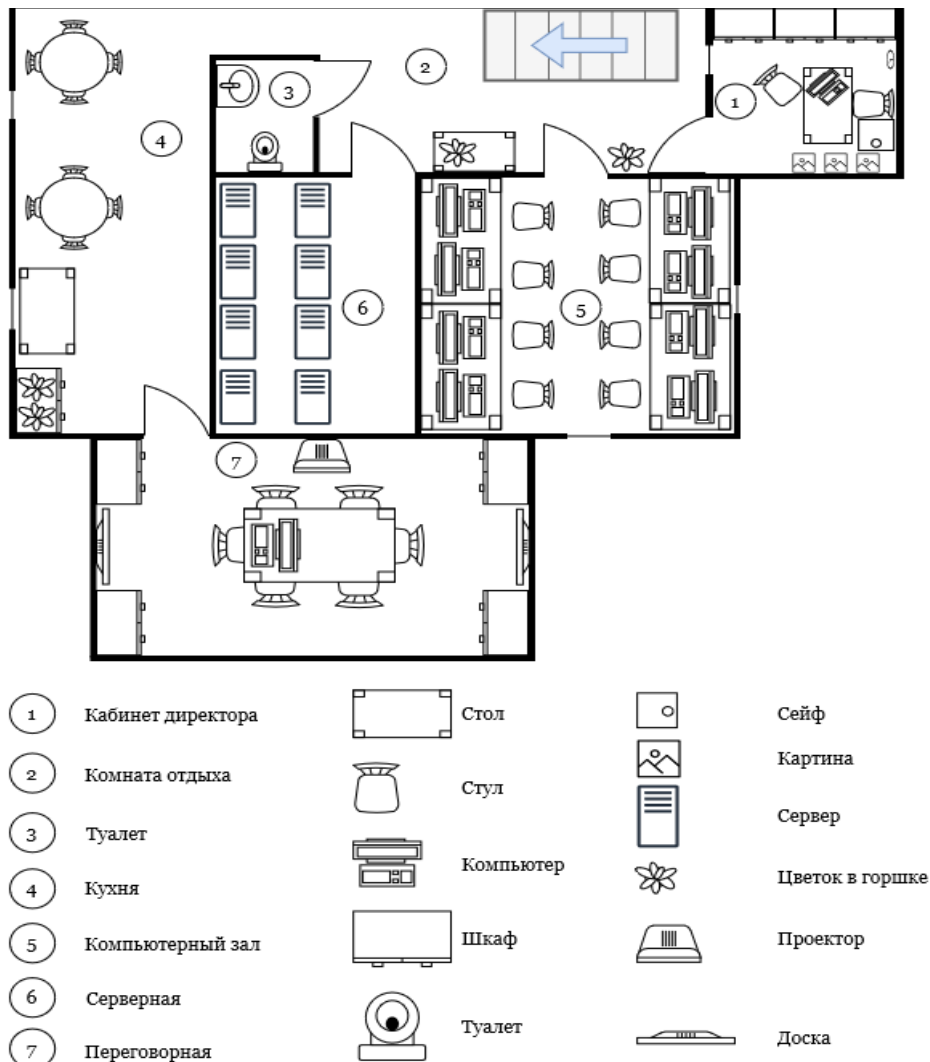 2
3
1
4
6
5
7
1 Кабинет директора Стол Сейф
Картина
2 Комната отдыха Стул
Сервер
3 Туалет
Компьютер
4 Кухня Цветок в горшке
5 Компьютерный зал Шкаф Проектор
6 Серверная
Туалет Доска
7 Переговорная